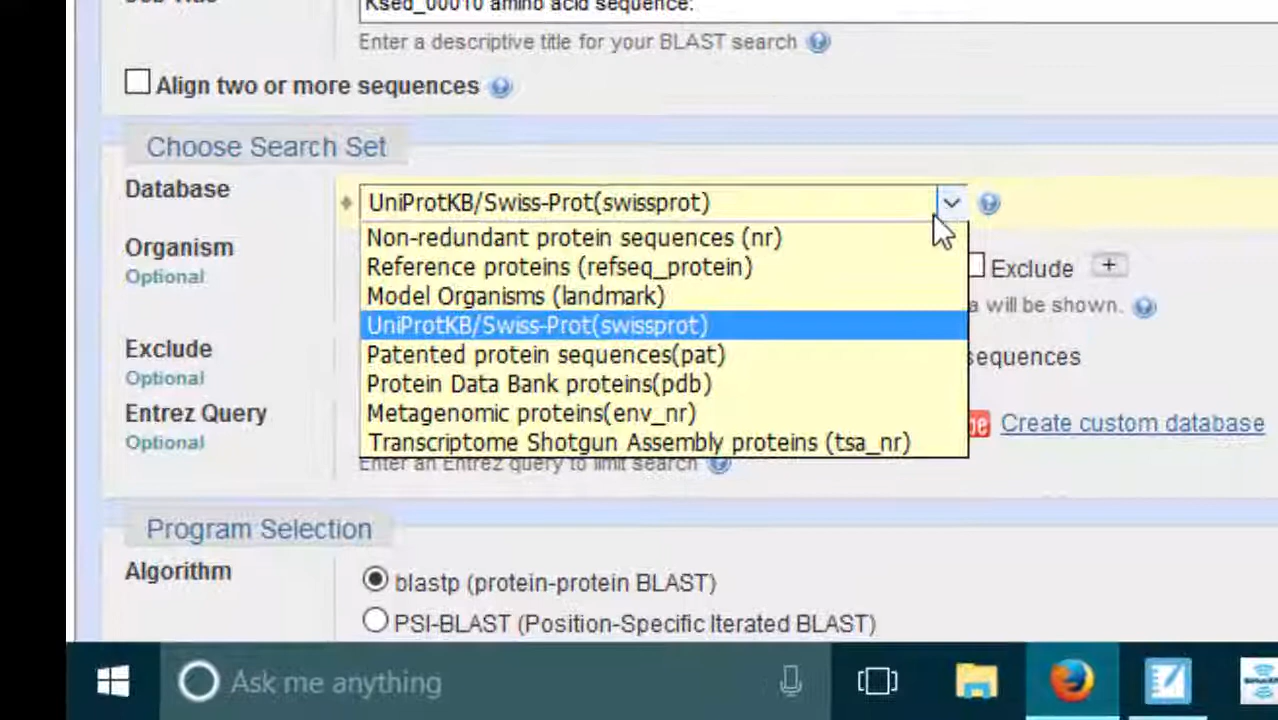 Ksed_00010 amino acid sequence:
Enter a descriptive title for your BLAST search
Align two or more sequences
Choose Search Set
Database
UniProtKB/Swiss-Prot(swissprot)
Non-redundant protein sequences (nr)
Organism
Reference proteins (refseq_protein)
Exclude
Optional
Model Organisms (landmark)
a will be shown.
UniProtKB/Swiss-Prot(swissprot)
Exclude
Patented protein sequences(pat)
sequences
Optional
Protein Data Bank proteins(pdb)
Entrez Query
Metagenomic proteins(env_nr)
Create custom database
Optional
Transcriptome Shotgun Assembly proteins (tsa_nr)
Enter an Entrez query to limit search
Program Selection
Algorithm
blastp (protein-protein BLAST)
PSI-BLAST (Position-Specific Iterated BLAST)
Ask me anything